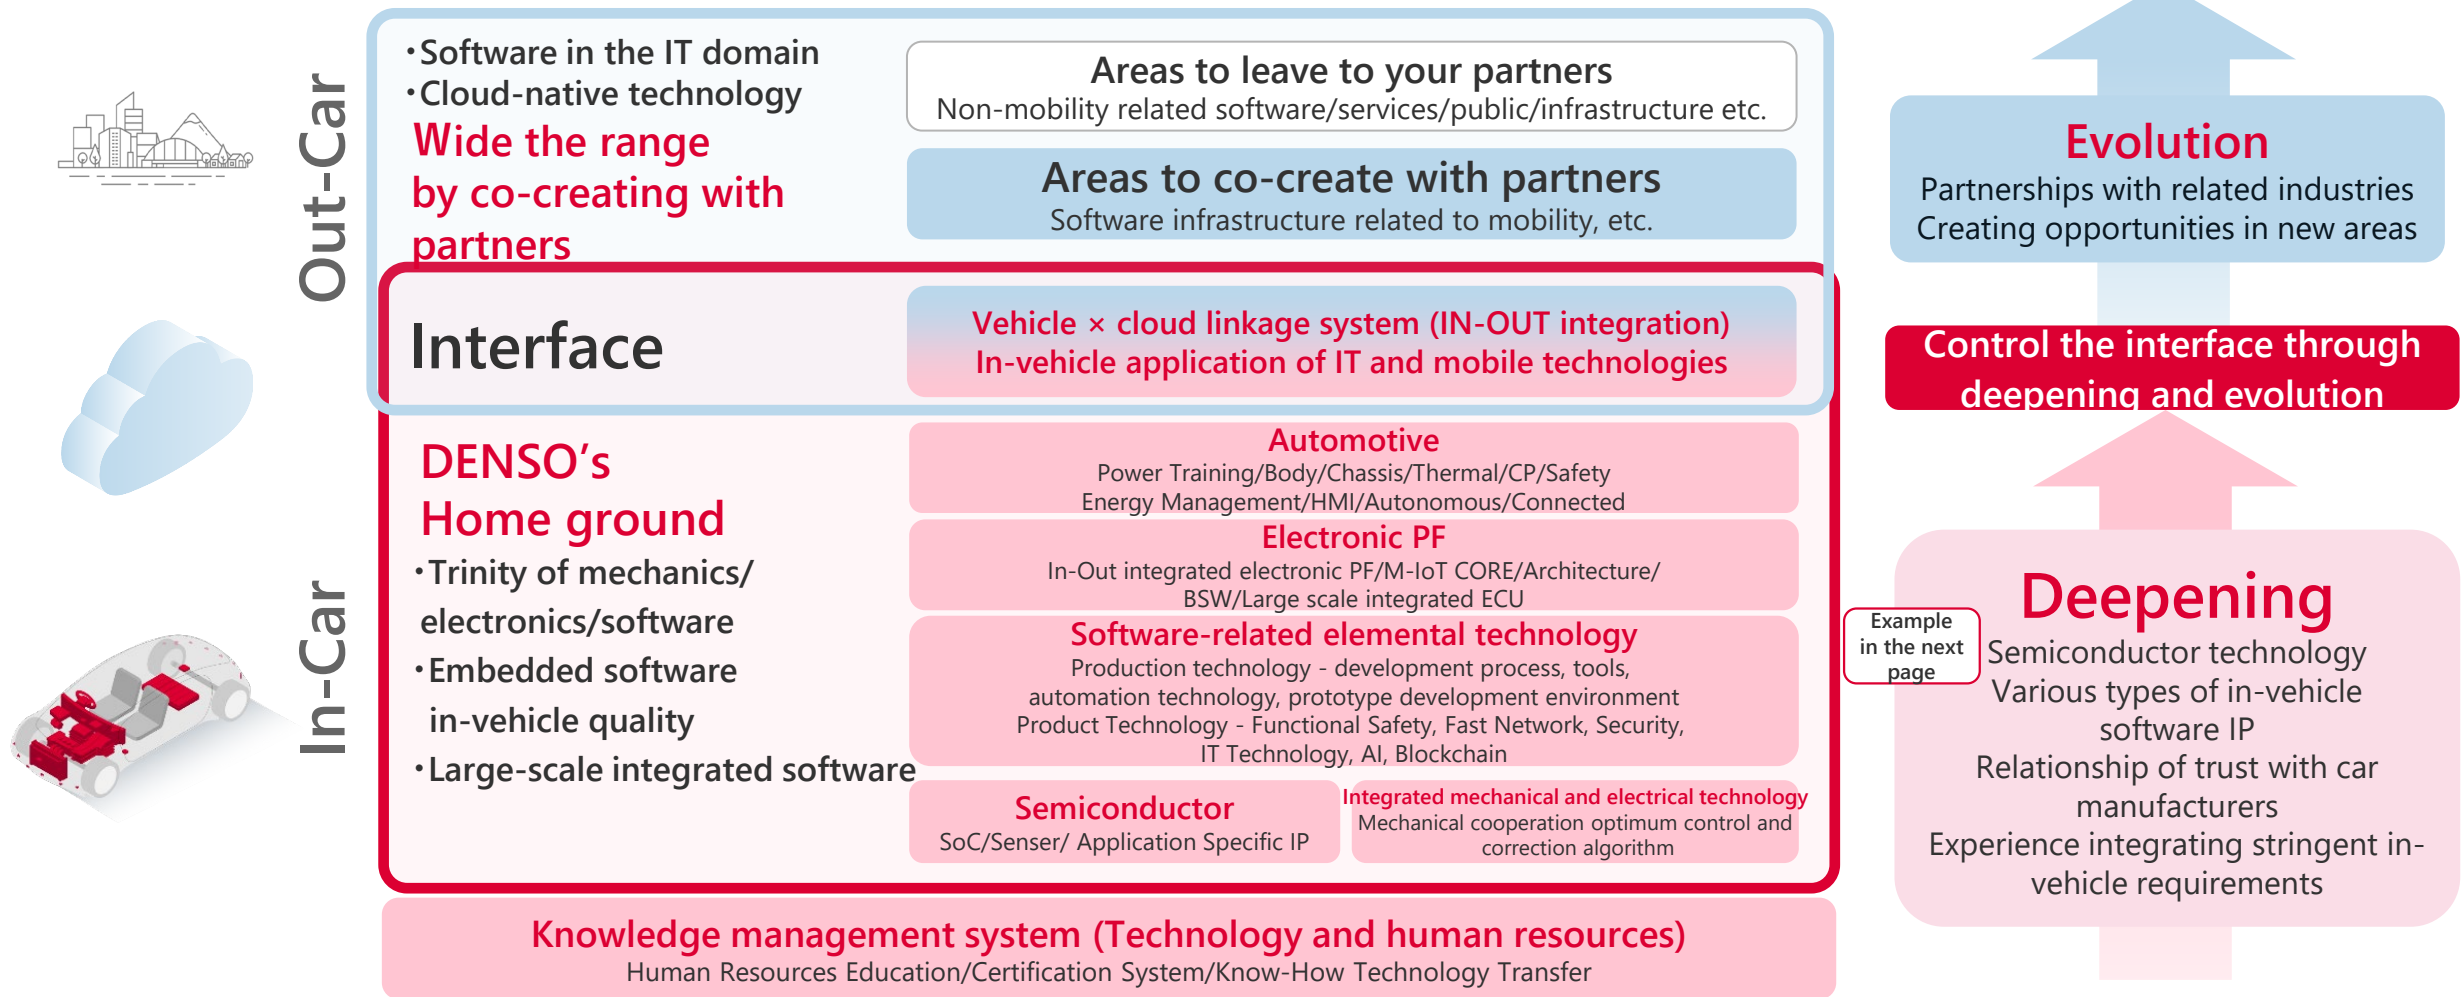 Out-Car
・Software in the IT domain
・Cloud-native technology
Wide the range
by co-creating with
partners
Areas to leave to your partners
Non-mobility related software/services/public/infrastructure etc.
Areas to co-create with partners
Software infrastructure related to mobility, etc.
Interface
Vehicle × cloud linkage system (IN-OUT integration)
In-vehicle application of IT and mobile technologies
In-Car
DENSO’s
Home ground
・Trinity of mechanics/
electronics/software
・Embedded software
in-vehicle quality
・Large-scale integrated software
Automotive
Power Training/Body/Chassis/Thermal/CP/Safety
Energy Management/HMI/Autonomous/Connected
Electronic PF
In-Out integrated electronic PF/M-IoT CORE/Architecture/
BSW/Large scale integrated ECU
Software-related elemental technology
Production technology - development process, tools,
automation technology, prototype development environment
Product Technology - Functional Safety, Fast Network, Security,
IT Technology, AI, Blockchain
Semiconductor
SoC/Senser/ Application Specific IP
Integrated mechanical and electrical technology
Mechanical cooperation optimum control and
correction algorithm
Knowledge management system (Technology and human resources)
Human Resources Education/Certification System/Know-How Technology Transfer
Evolution
Partnerships with related industries
Creating opportunities in new areas
Control the interface through
deepening and evolution
Example
in the next
page
Deepening
Semiconductor technology
Various types of in-vehicle
software IP
Relationship of trust with car
manufacturers
Experience integrating stringent in-
vehicle requirements